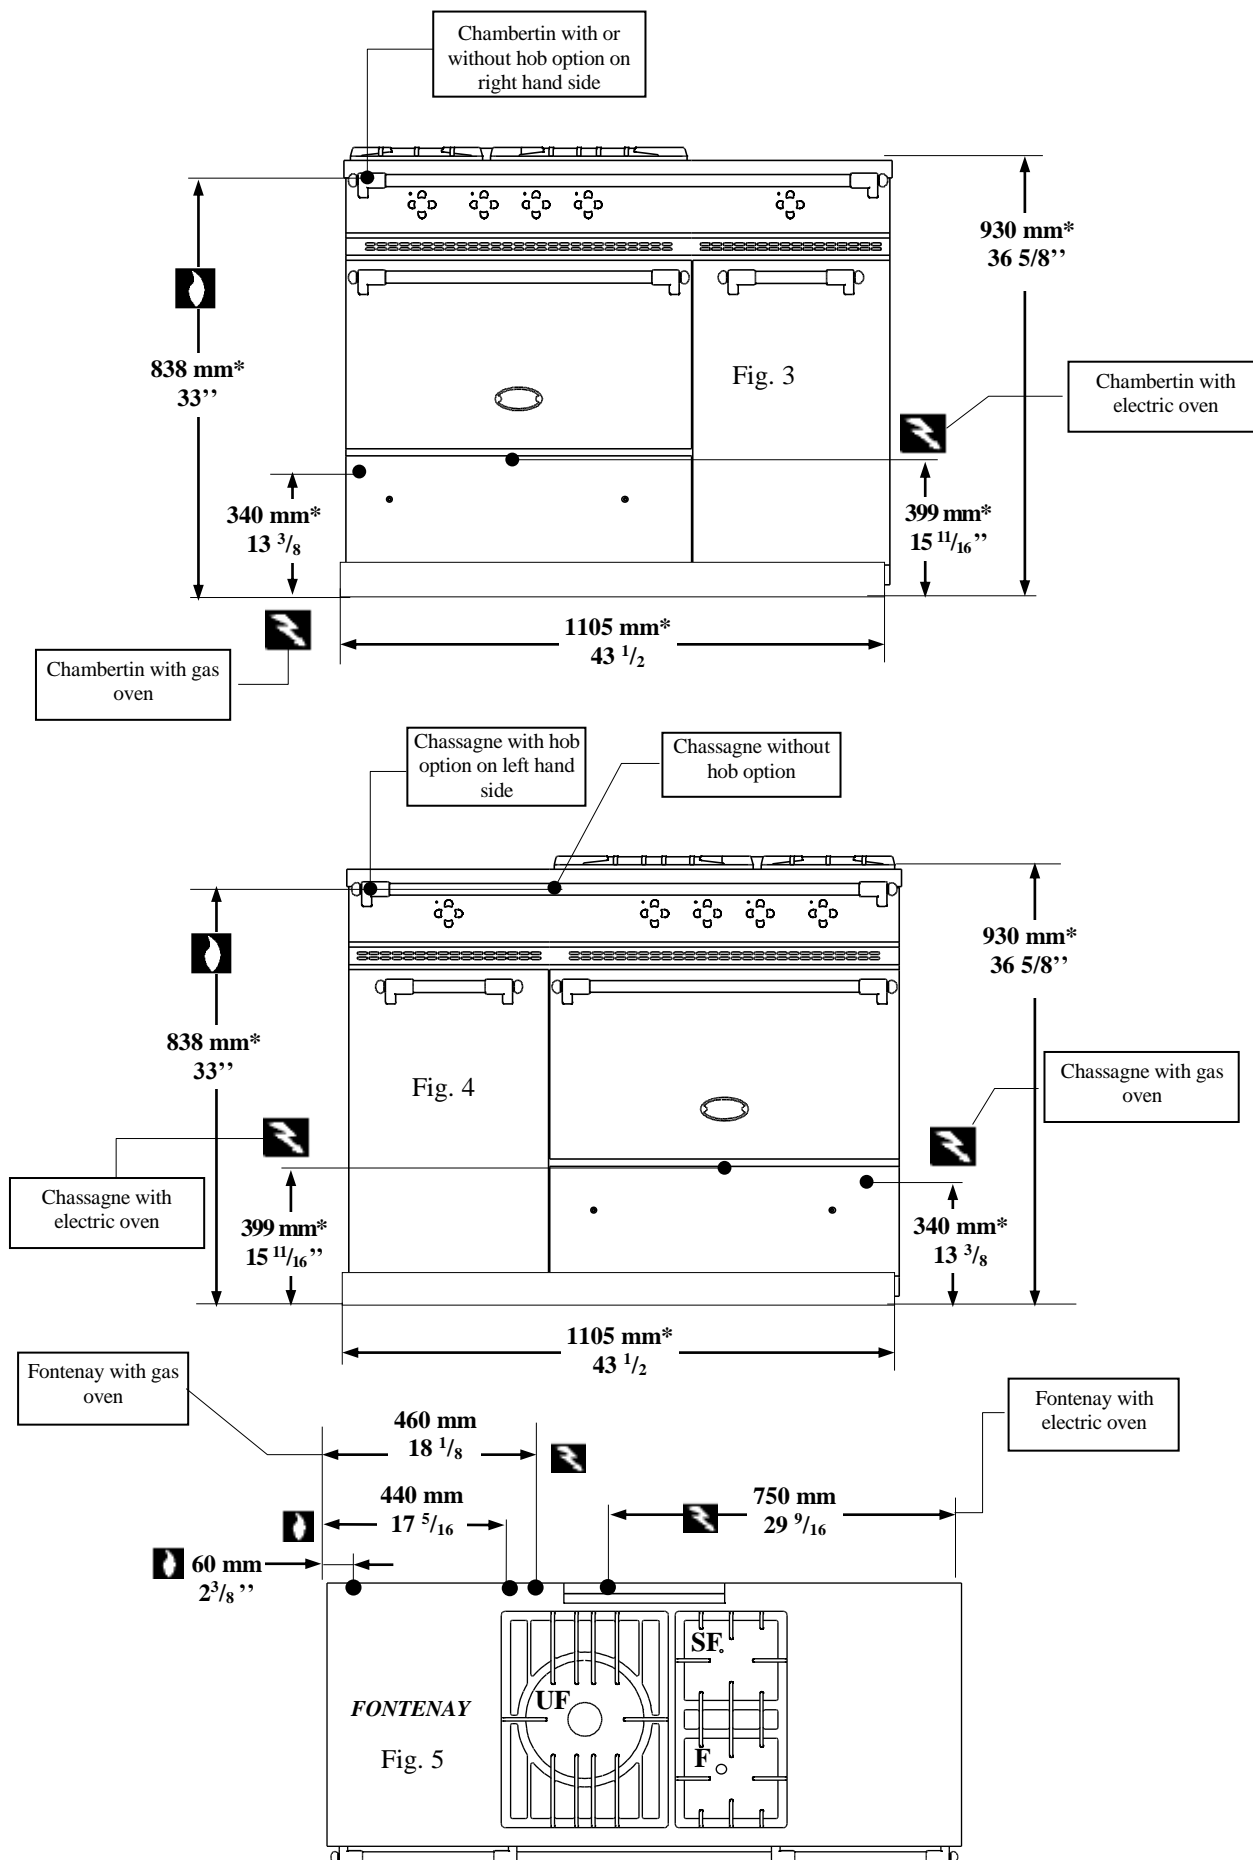 Chambertin with or
without hob option on
right hand side
930 mm*
36 5/8’’
838 mm*
33’’
Fig. 3
Chambertin with
electric oven
340 mm*
13 3/8
399 mm*
15 11/16’’
1105 mm*
43 1/2
Chambertin with gas
oven
Chassagne with hob
option on left hand
side
Chassagne without
hob option
930 mm*
36 5/8’’
838 mm*
33’’
Fig. 4
Chassagne with gas
oven
Chassagne with
electric oven
399 mm*
15 11/16’’
340 mm*
13 3/8
1105 mm*
43 1/2
Fontenay with gas
oven
Fontenay with
electric oven
460 mm
18 1/8
440 mm
17 5/16
750 mm
29 9/16
60 mm
2 3/8’’
SF
UF
FONTENAY
F
Fig. 5